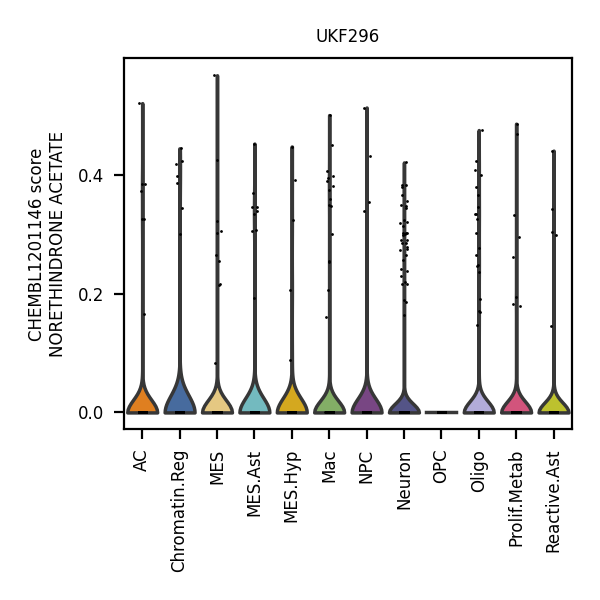 UKF296
CHEMBL1201146 score
NORETHINDRONE ACETATE
0.4
0.2
0.0
AC
Chromatin.Reg
MES
MES.Ast
MES.Hyp
Mac
NPC
Neuron
OPC
Oligo
Prolif.Metab
Reactive.Ast